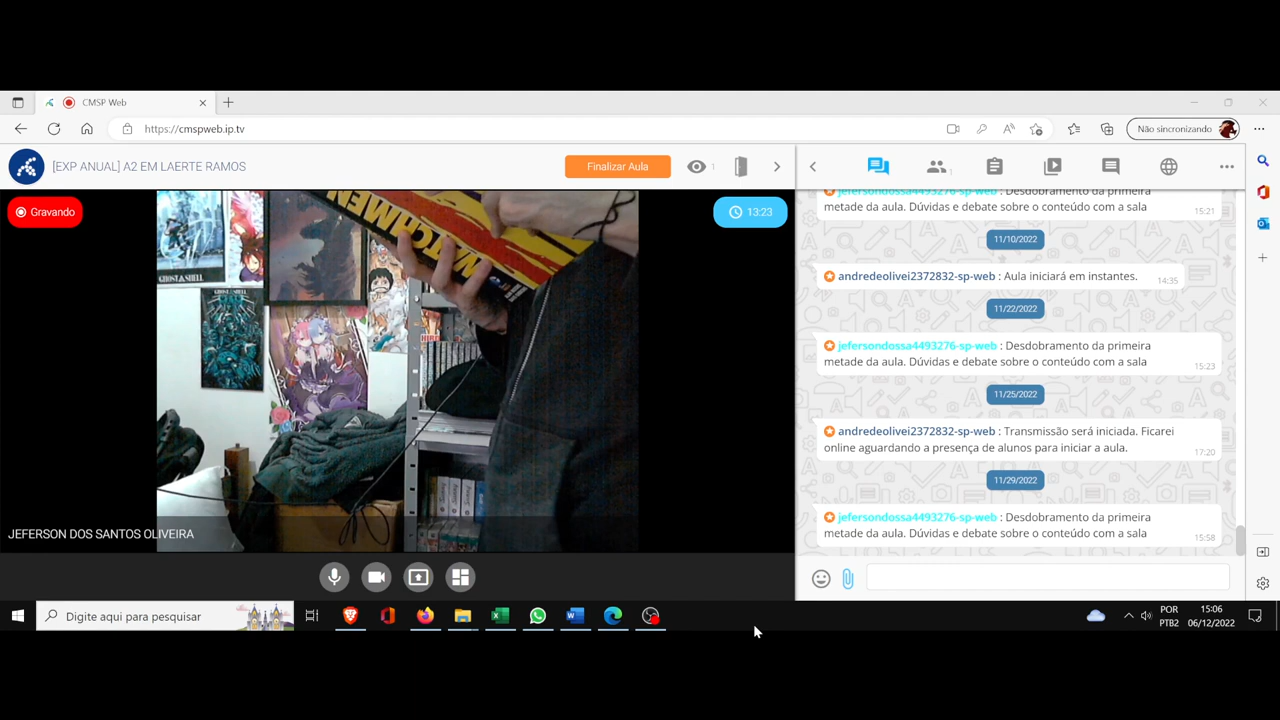 CMSP Web
https://cmspweb.ip.tv
Não sincronizando
[EXP ANUAL] A2 EM LAERTE RAMOS
Finalizar Aula
1
Gravando
13:23
WATCHMEN
GHOST IN THE SHELL
JEFERSON DOS SANTOS OLIVEIRA
jefersondossa4493276-sp-web : Desdobramento da primeira
metade da aula. Dúvidas e debate sobre o conteúdo com a sala
15:21
11/10/2022
andredeolivei2372832-sp-web : Aula iniciará em instantes.
14:35
11/22/2022
jefersondossa4493276-sp-web : Desdobramento da primeira
metade da aula. Dúvidas e debate sobre o conteúdo com a sala
15:23
11/25/2022
andredeolivei2372832-sp-web : Transmissão será iniciada. Ficarei
online aguardando a presença de alunos para iniciar a aula.
17:20
11/29/2022
jefersondossa4493276-sp-web : Desdobramento da primeira
metade da aula. Dúvidas e debate sobre o conteúdo com a sala
15:58
Digite aqui para pesquisar
POR
PTB2
15:06
06/12/2022